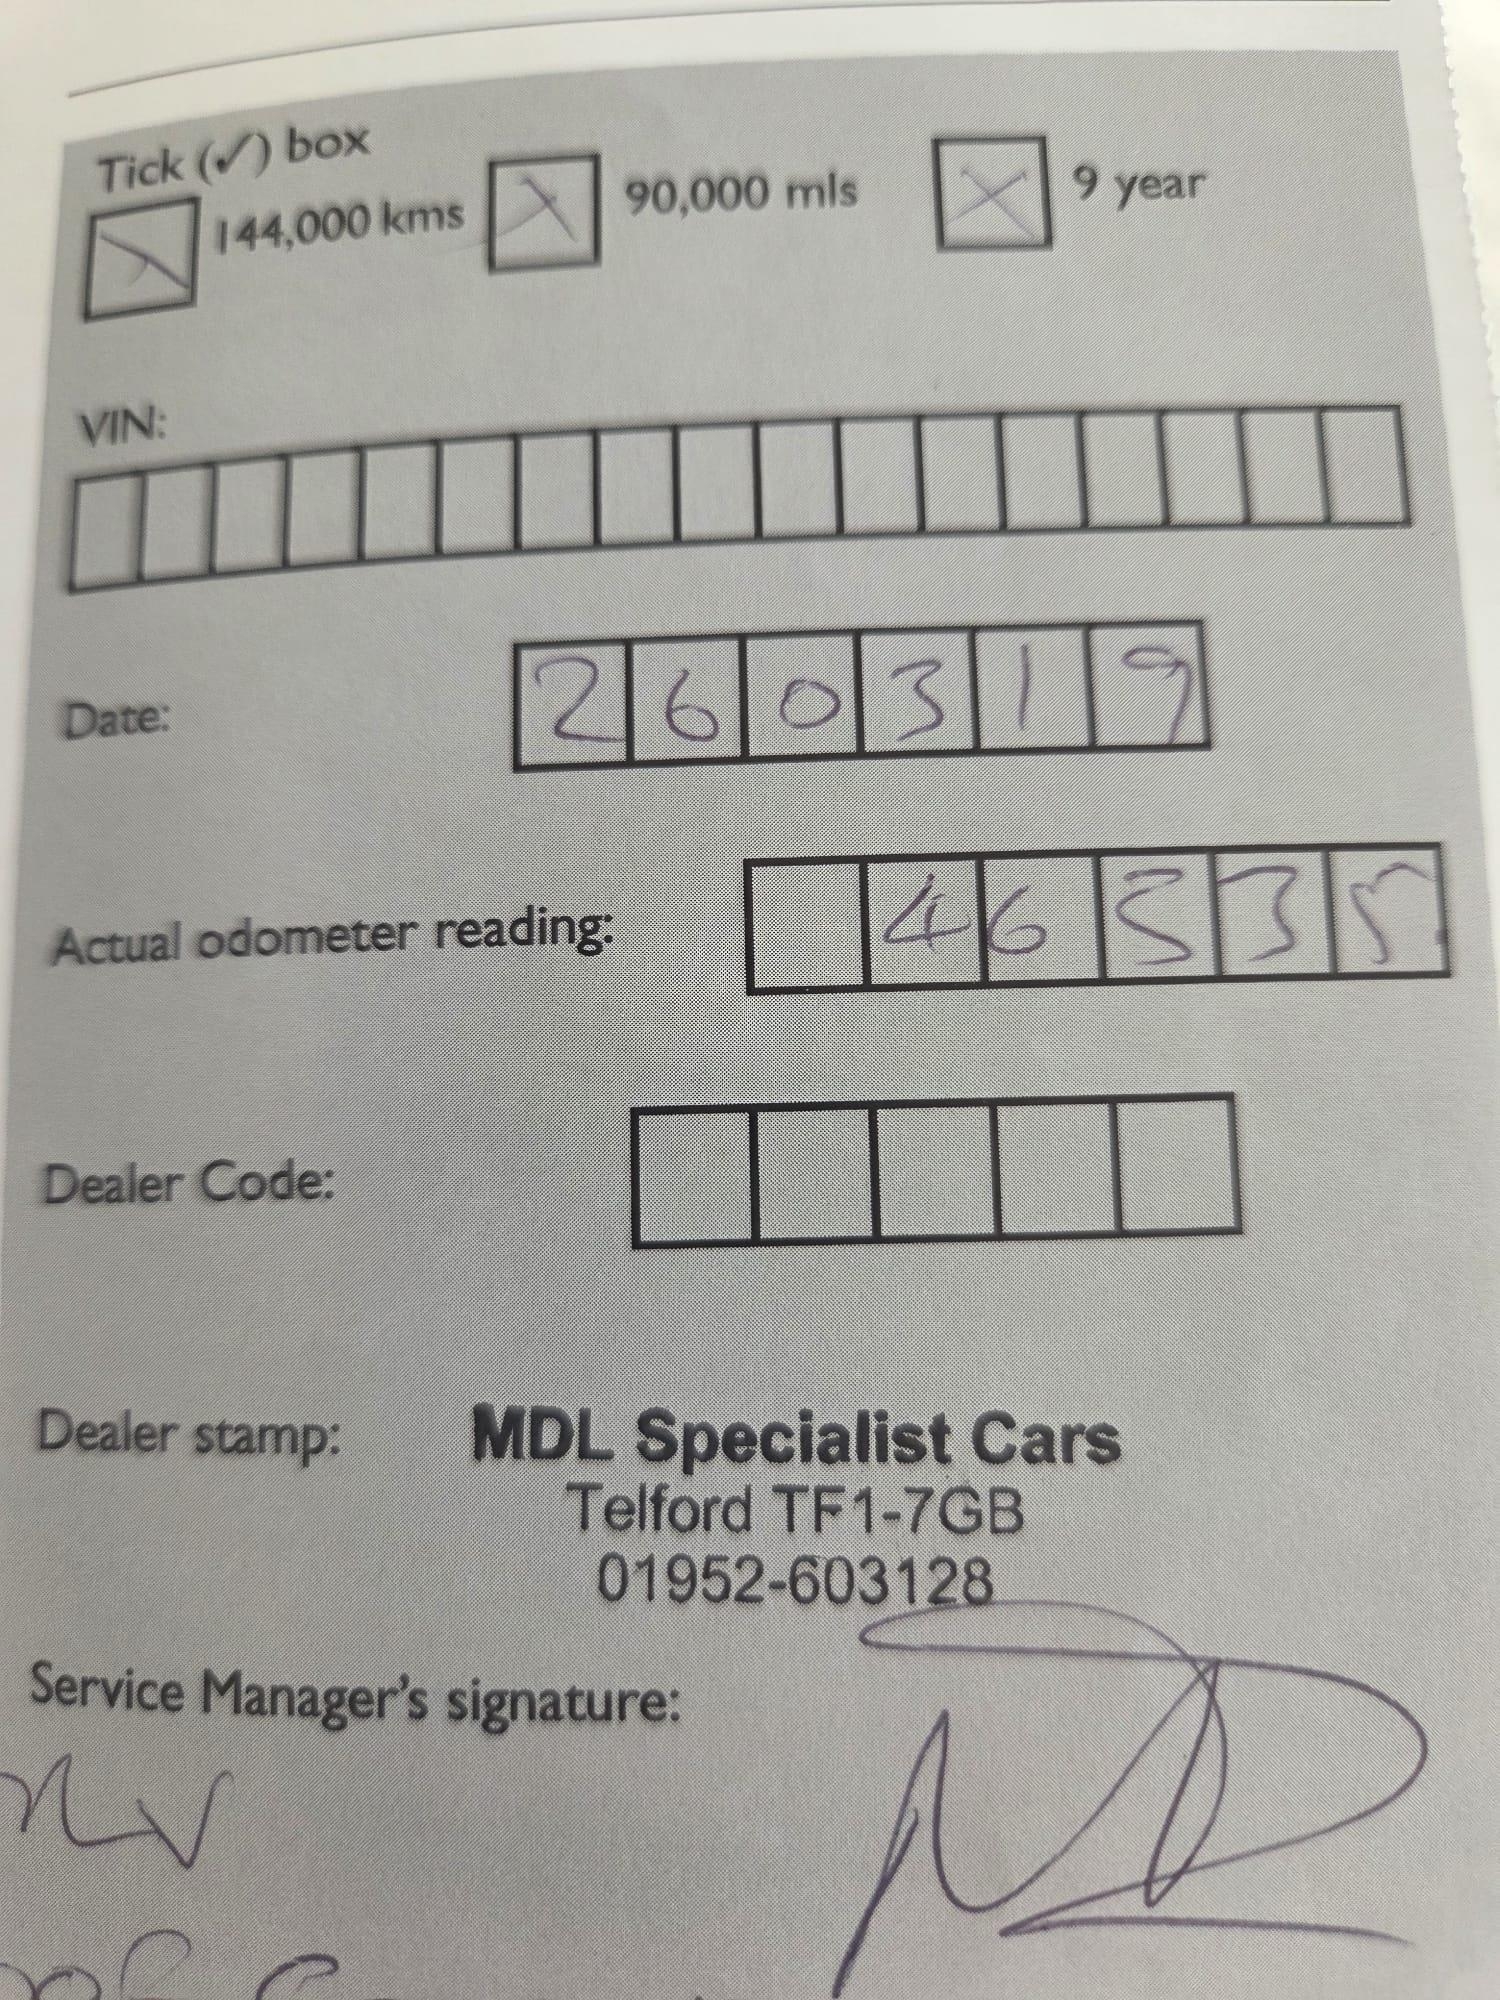 Tick (✓) box
144,000 kms 90,000 mls 9 year
VIN:
Date: 260319
Actual odometer reading: 46535
Dealer Code:
Dealer stamp: MDL Specialist Cars
Telford TF1-7GB
01952-603128
Service Manager's signature: